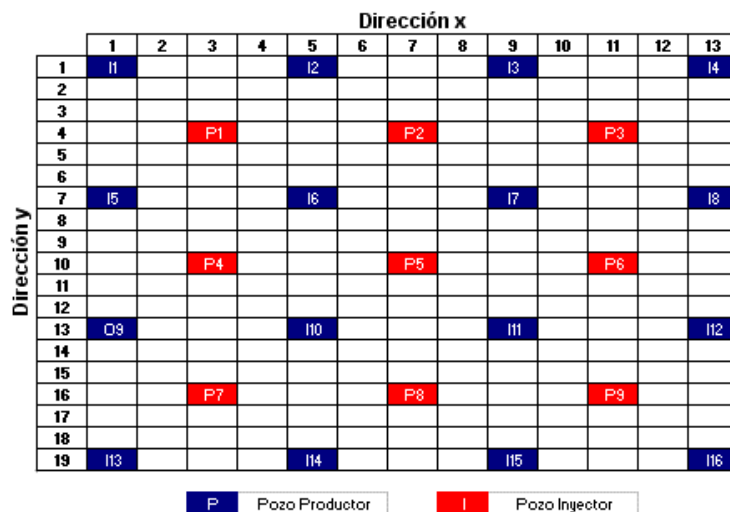 Dirección x
1 2 3 4 5 6 7 8 9 10 11 12 13
1 I1 I2 I3 I4
2
3
4 P1 P2 P3
5
6
7 I5 I6 I7 I8
8
9
10 P4 P5 P6
11
12
13 O9 I10 I11 I12
14
15
16 P7 P8 P9
17
18
19 I13 I14 I15 I16
Dirección y
P Pozo Productor I Pozo Inyector